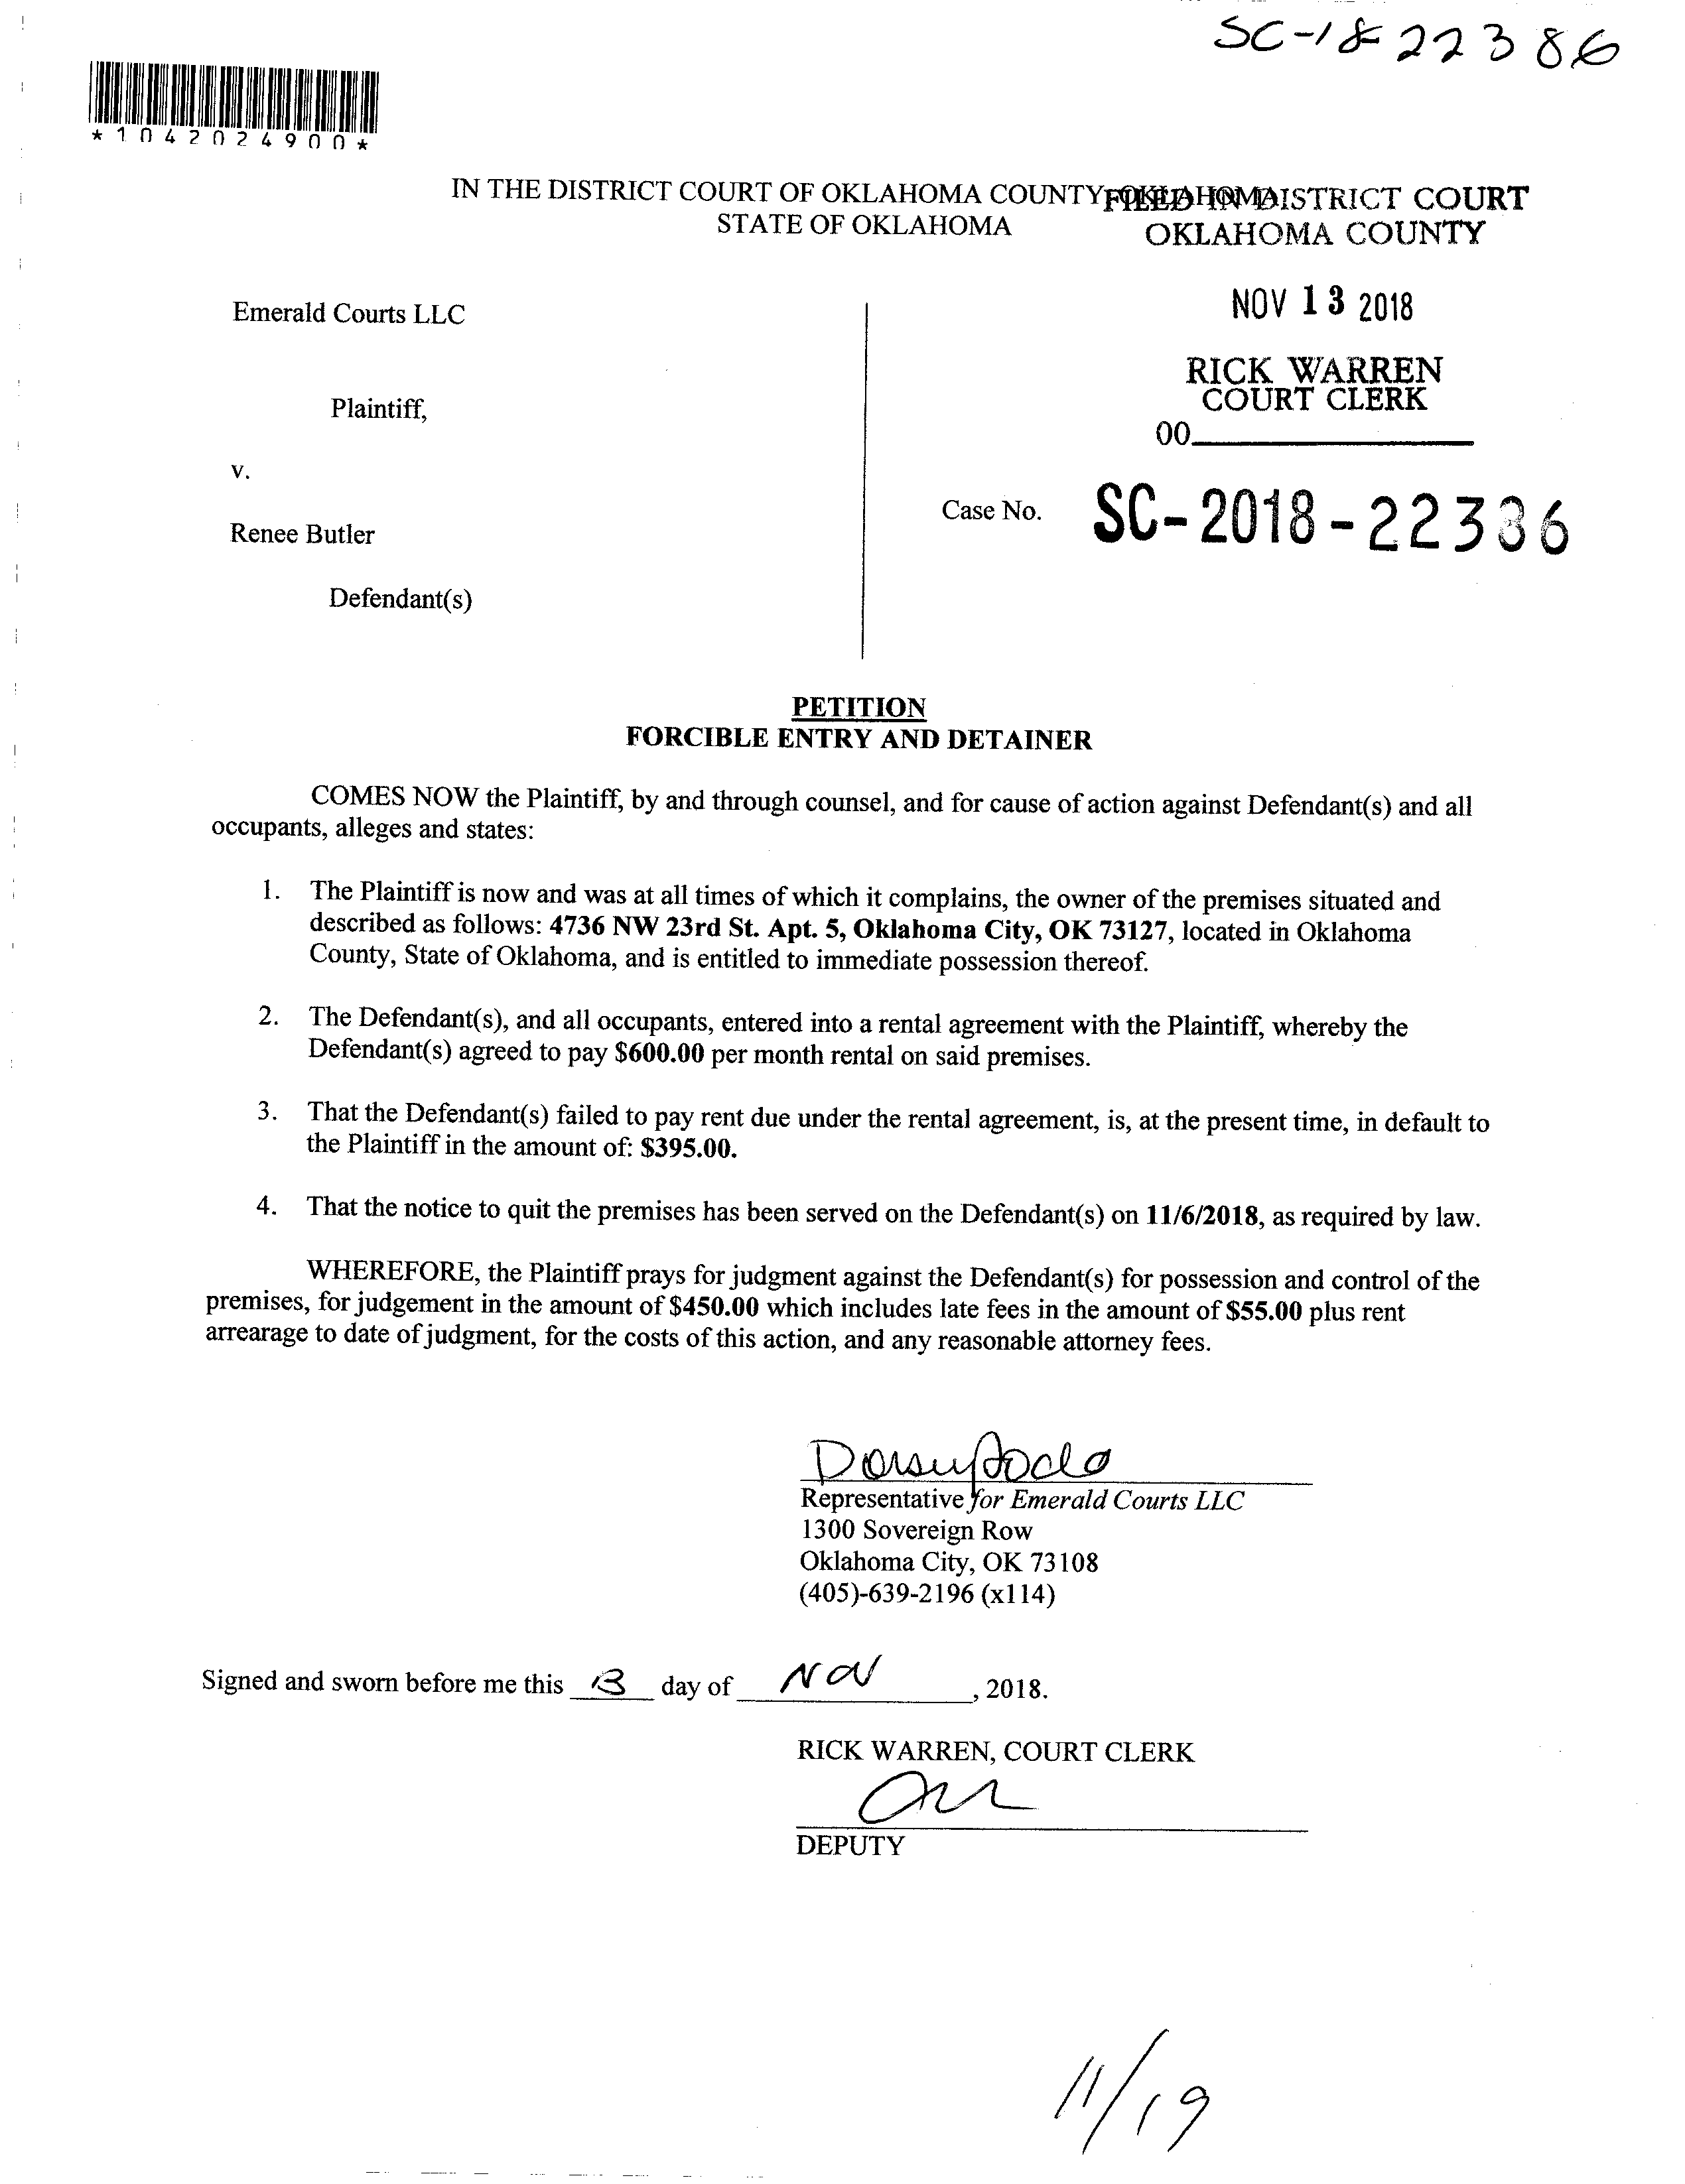 SC-18 22386
*1042024900*
IN THE DISTRICT COURT OF OKLAHOMA COUNTY, OKLAHOMA
STATE OF OKLAHOMA
FILED IN DISTRICT COURT
OKLAHOMA COUNTY
NOV 13 2018
RICK WARREN
COURT CLERK
00
Emerald Courts LLC
Plaintiff,
v.
Case No. SC-2018-22386
Renee Butler
Defendant(s)
PETITION
FORCIBLE ENTRY AND DETAINER
COMES NOW the Plaintiff, by and through counsel, and for cause of action against Defendant(s) and all
occupants, alleges and states:
1. The Plaintiff is now and was at all times of which it complains, the owner of the premises situated and
described as follows: 4736 NW 23rd St. Apt. 5, Oklahoma City, OK 73127, located in Oklahoma
County, State of Oklahoma, and is entitled to immediate possession thereof.
2. The Defendant(s), and all occupants, entered into a rental agreement with the Plaintiff, whereby the
Defendant(s) agreed to pay $600.00 per month rental on said premises.
3. That the Defendant(s) failed to pay rent due under the rental agreement, is, at the present time, in default to
the Plaintiff in the amount of: $395.00.
4. That the notice to quit the premises has been served on the Defendant(s) on 11/6/2018, as required by law.
WHEREFORE, the Plaintiff prays for judgment against the Defendant(s) for possession and control of the
premises, for judgement in the amount of $450.00 which includes late fees in the amount of $55.00 plus rent
arrearage to date of judgment, for the costs of this action, and any reasonable attorney fees.
Representative for Emerald Courts LLC
1300 Sovereign Row
Oklahoma City, OK 73108
(405)-639-2196 (x114)
Signed and sworn before me this 13 day of Nov, 2018.
RICK WARREN, COURT CLERK
DEPUTY
11/19